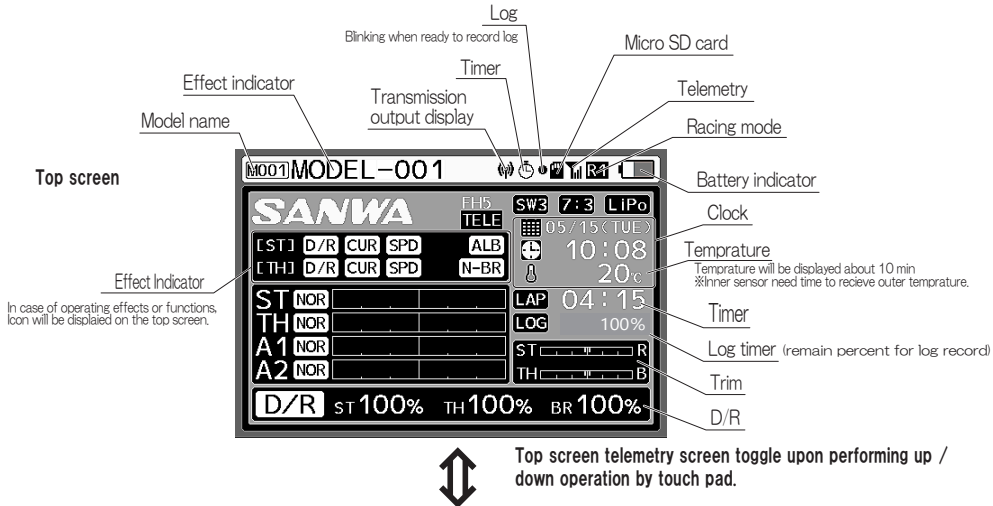 Log
Blinking when ready to record log
Micro SD card
Timer
Telemetry
Effect indicator
Transmission
output display
Model name
Racing mode
Top screen
M001 MODEL-001 R4
Battery indicator
SANWA FH5 TELE SW3 7:3 LiPo
Clock
05/15(TUE)
[ST] D/R CUR SPD ALB
10:08
[TH] D/R CUR SPD N-BR
Temprature
20℃
Temprature will be displayed about 10 min
※Inner sensor need time to recieve outer temprature.
Effect Indicator
In case of operating effects or functions,
Icon will be displaied on the top screen.
ST NOR
LAP 04:15
Timer
TH NOR
LOG 100%
A1 NOR
Log timer (remain percent for log record)
ST R
A2 NOR
TH B
Trim
D/R ST100% TH100% BR100%
D/R
Top screen telemetry screen toggle upon performing up /
down operation by touch pad.